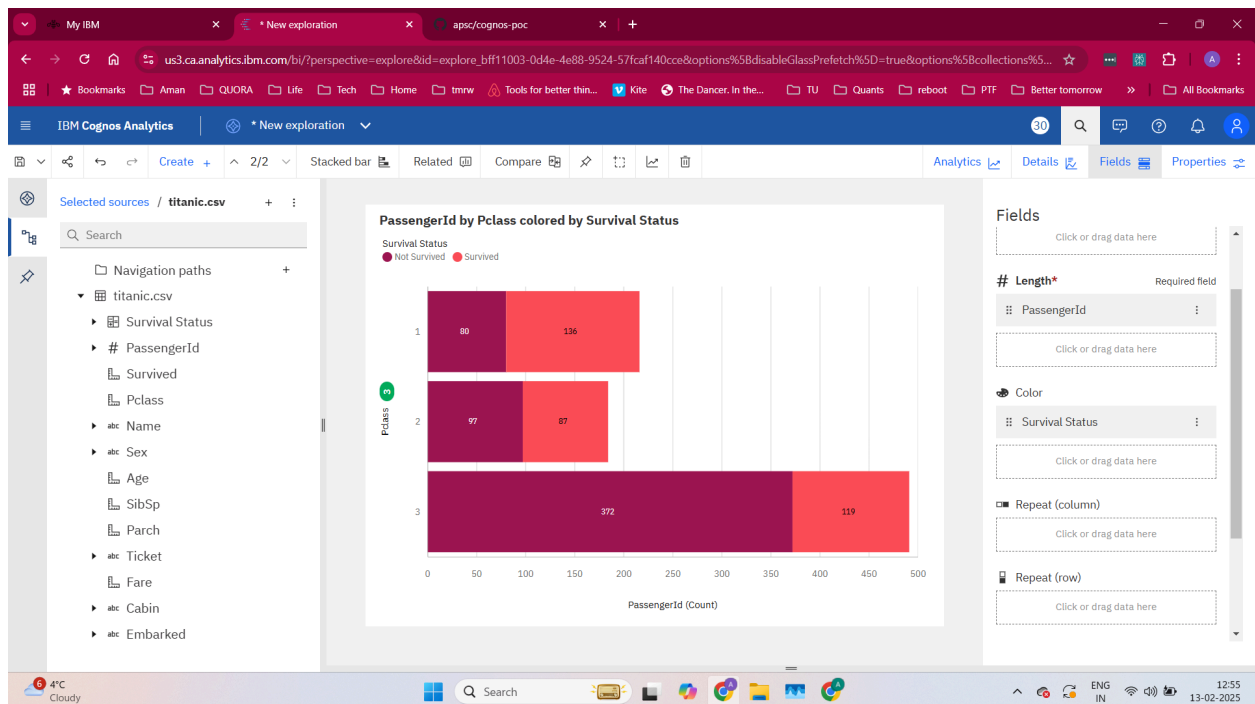 My IBM
* New exploration
apsc/cognos-poc
us3.ca.analytics.ibm.com/bi/?perspective=explore&id=explore_bff11003-0d4e-4e88-9524-57fcaf140cce&options%5BdisableGlassPrefetch%5D=true&options%5Bcollections%5...
A
Bookmarks Aman QUORA Life Tech Home tmrw Tools for better thin... Kite The Dancer. In the... TU Quants reboot PTF Better tomorrow » All Bookmarks
IBM Cognos Analytics * New exploration 30
Create + 2/2 Stacked bar Related Compare Analytics Details Fields Properties
Selected sources / titanic.csv
Search
Navigation paths
titanic.csv
Survival Status
# PassengerId
Survived
Pclass
abc Name
abc Sex
Age
SibSp
Parch
abc Ticket
Fare
abc Cabin
abc Embarked
PassengerId by Pclass colored by Survival Status
Survival Status
Not Survived Survived
1 80 136
2 97 87
3 372 119
Pclass 3
0 50 100 150 200 250 300 350 400 450 500
PassengerId (Count)
Fields
Click or drag data here
# Length* Required field
PassengerId
Click or drag data here
Color
Survival Status
Click or drag data here
Repeat (column)
Click or drag data here
Repeat (row)
Click or drag data here
6 4°C
Cloudy
Search
A
A
ENG
IN
12:55
13-02-2025